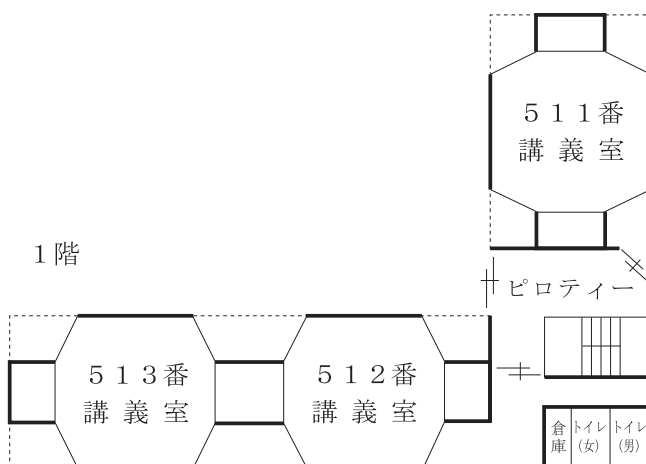 ５１１番
講義室
１階
ピロティー
５１３番
講義室
５１２番
講義室
倉庫
トイレ
(女)
トイレ
(男)